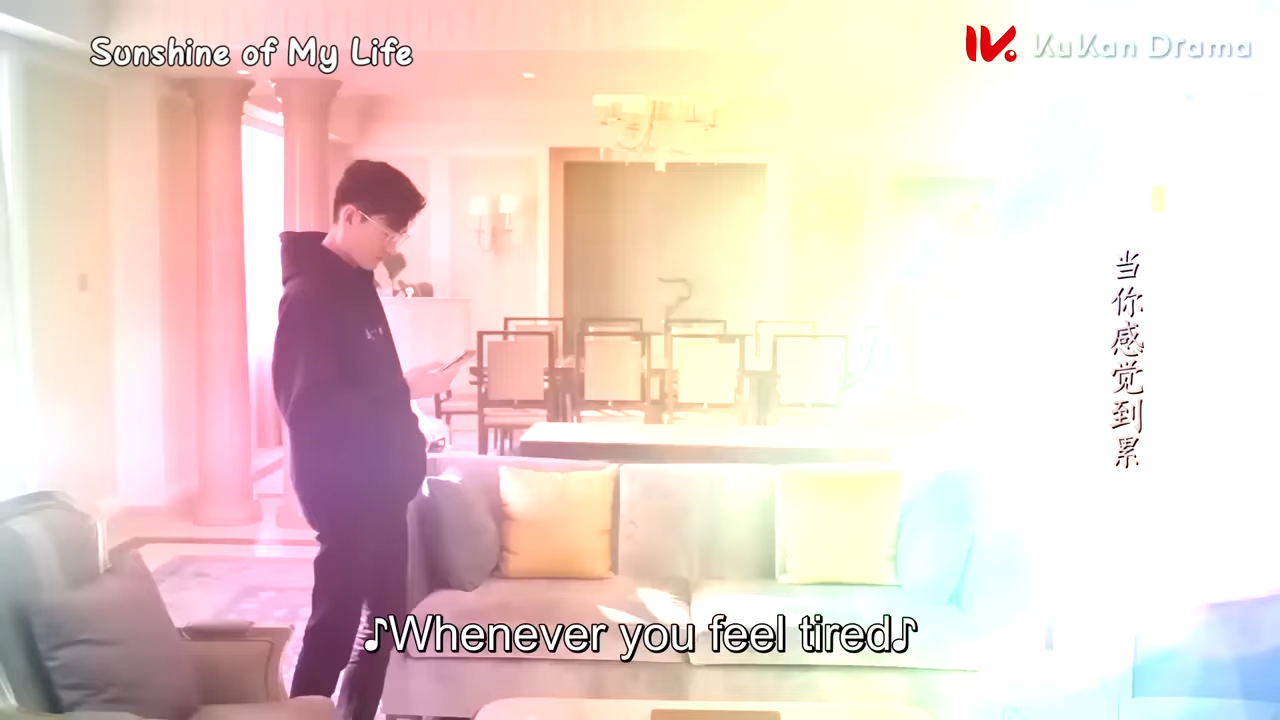 Sunshine of My Life
KuKan Drama
当你感觉到累
♪Whenever you feel tired♪